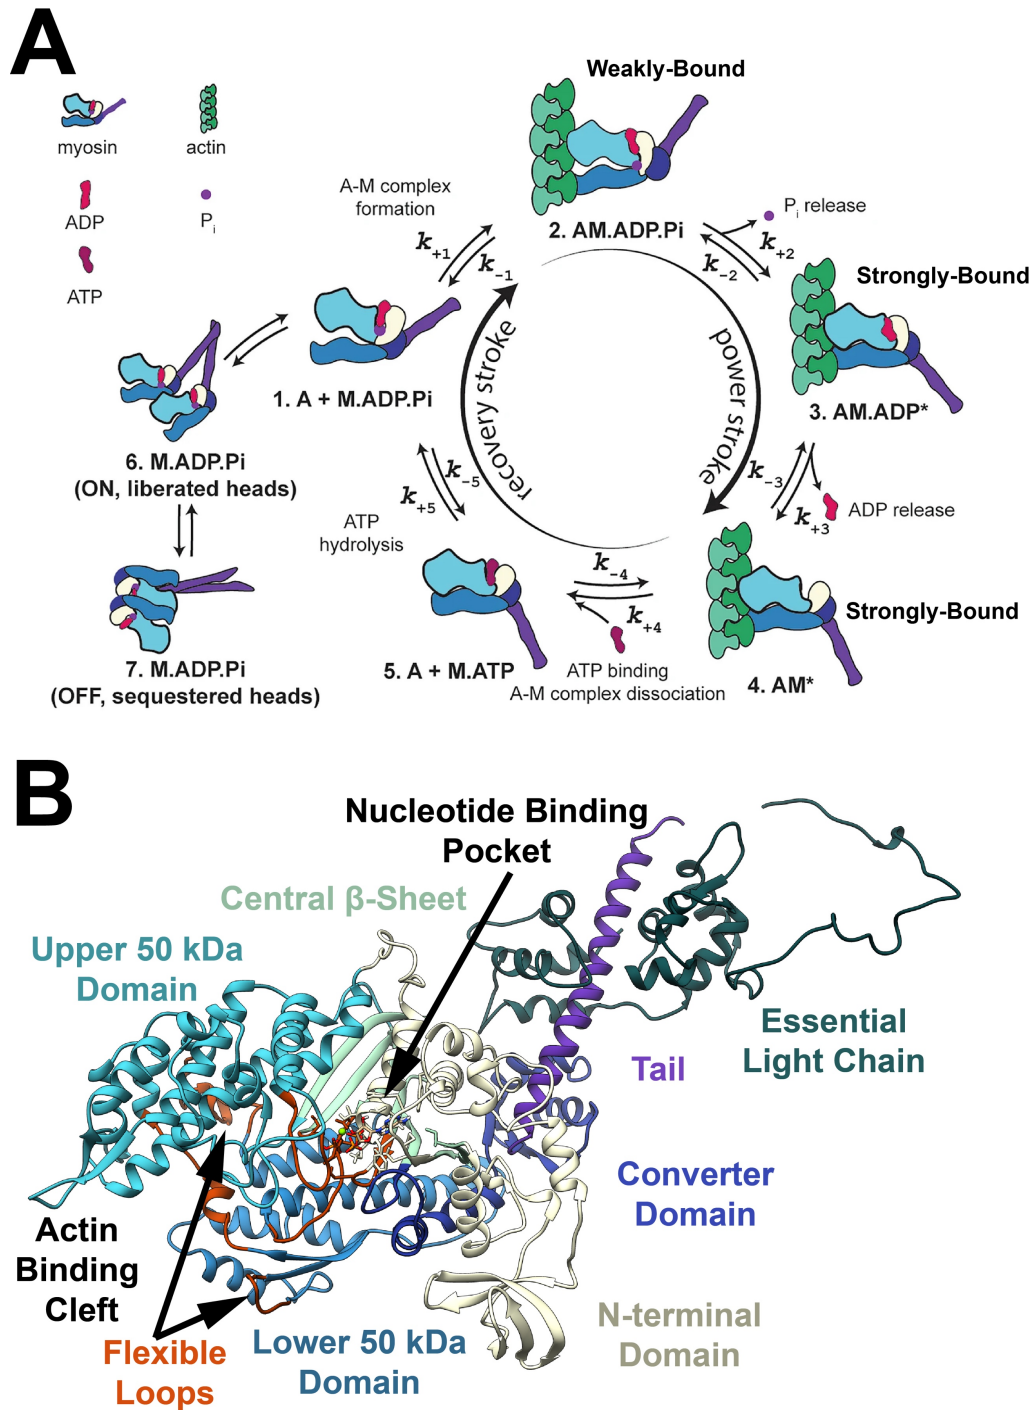 A
myosin
actin
ADP
Pi
ATP
Weakly-Bound
2. AM.ADP.Pi
A-M complex
formation
k+1
k-1
Pi release
k+2
k-2
Strongly-Bound
3. AM.ADP*
1. A + M.ADP.Pi
recovery stroke
power stroke
6. M.ADP.Pi
(ON, liberated heads)
k-5
k+5
k-3
k+3
ADP release
ATP
hydrolysis
k-4
k+4
Strongly-Bound
5. A + M.ATP
ATP binding
A-M complex dissociation
4. AM*
7. M.ADP.Pi
(OFF, sequestered heads)
B
Nucleotide Binding
Pocket
Central β-Sheet
Upper 50 kDa
Domain
Essential
Light Chain
Tail
Converter
Domain
Actin
Binding
Cleft
Flexible
Loops
Lower 50 kDa
Domain
N-terminal
Domain